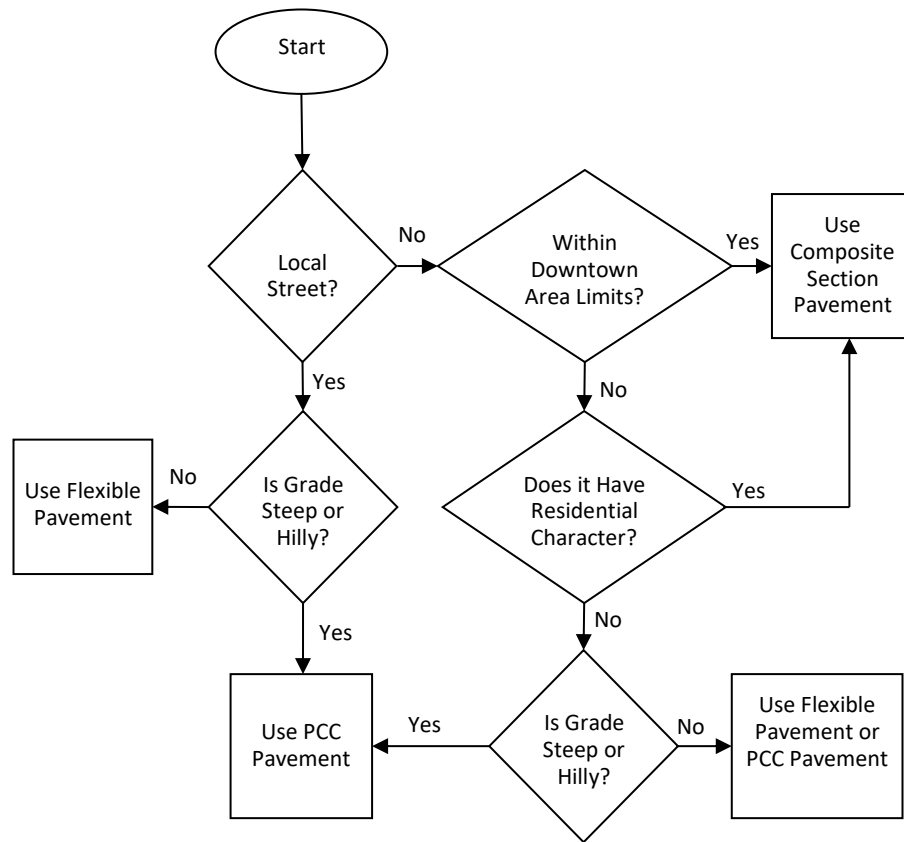 Start
Local
Street?
No
Within
Downtown
Area Limits?
Yes
Use
Composite
Section
Pavement
Yes
No
Use Flexible
Pavement
No
Is Grade
Steep or
Hilly?
Does it Have
Residential
Character?
Yes
Yes
No
Use PCC
Pavement
Yes
Is Grade
Steep or
Hilly?
No
Use Flexible
Pavement or
PCC Pavement